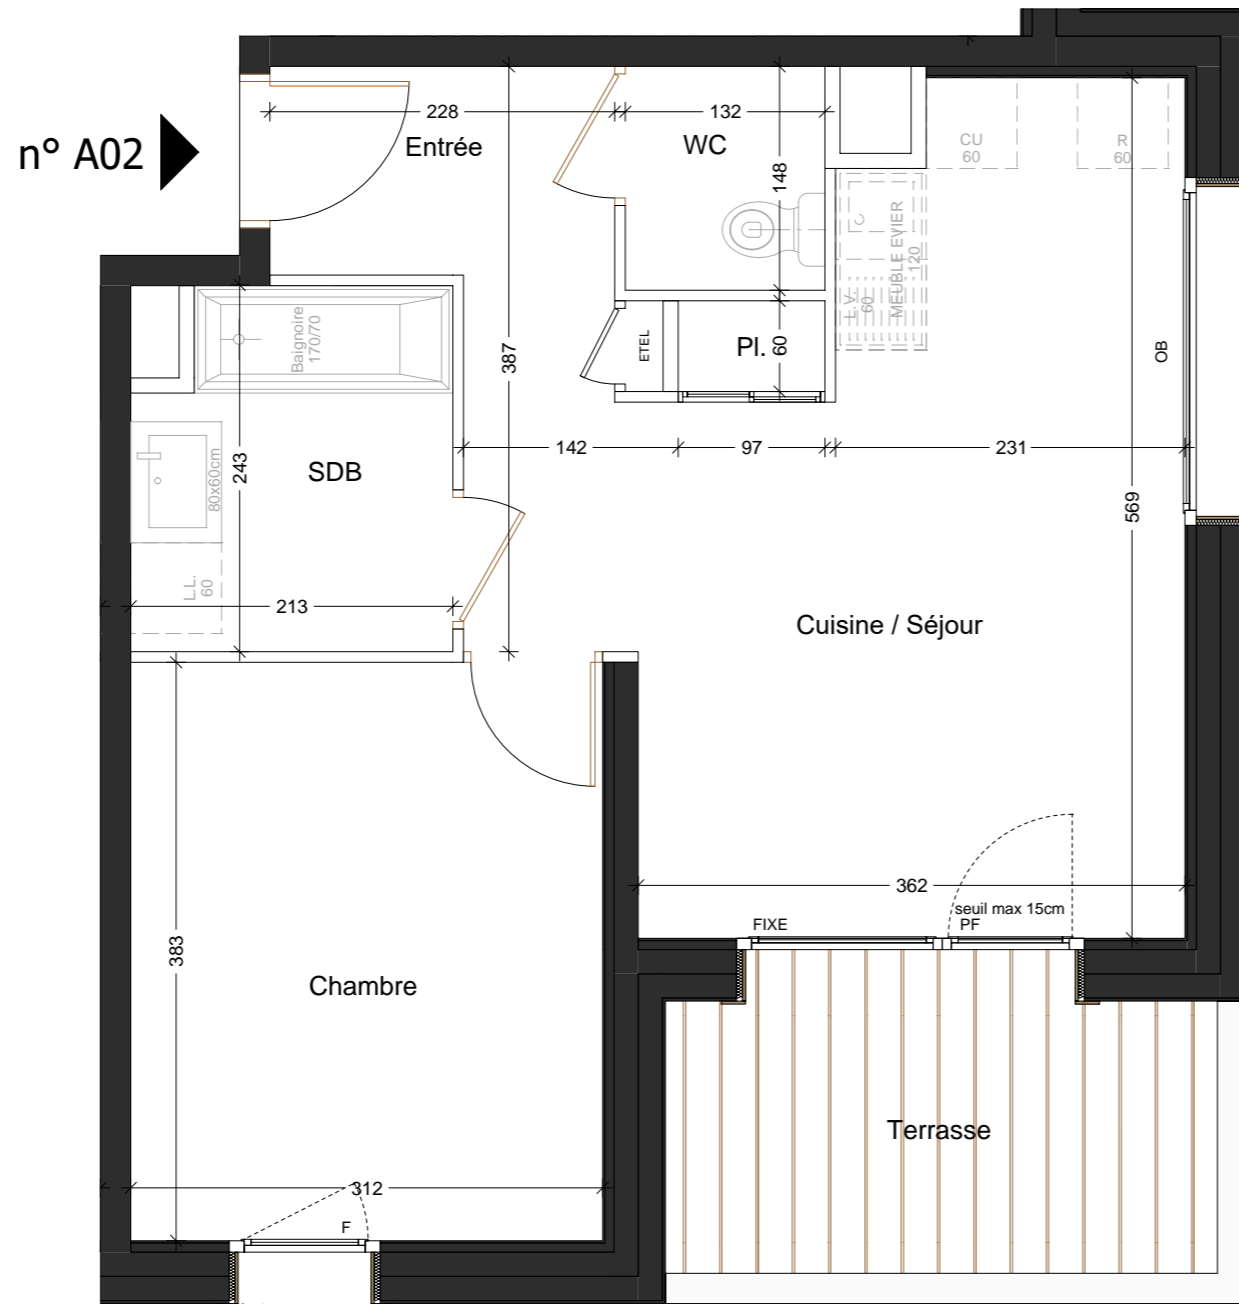 n° A02
228
Entrée
132
WC
148
CU
60
R
60
MEUBLE EVIER
120
L.V.
60
Baignoire
170/70
387
ETEL
Pl.
60
OB
142
97
231
SDB
243
80x60cm
569
L.L.
60
213
Cuisine / Séjour
362
seuil max 15cm
FIXE
PF
383
Chambre
Terrasse
312
F